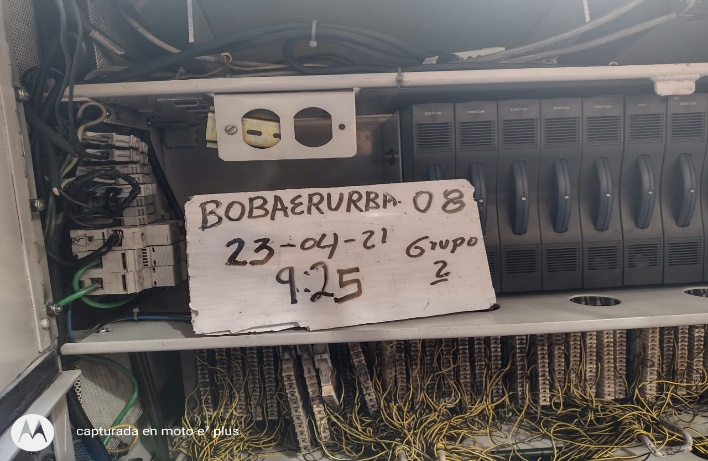 BOBAERURBA. 08
23-04-21 Grupo
9:25 2
capturada en moto e⁷ plus